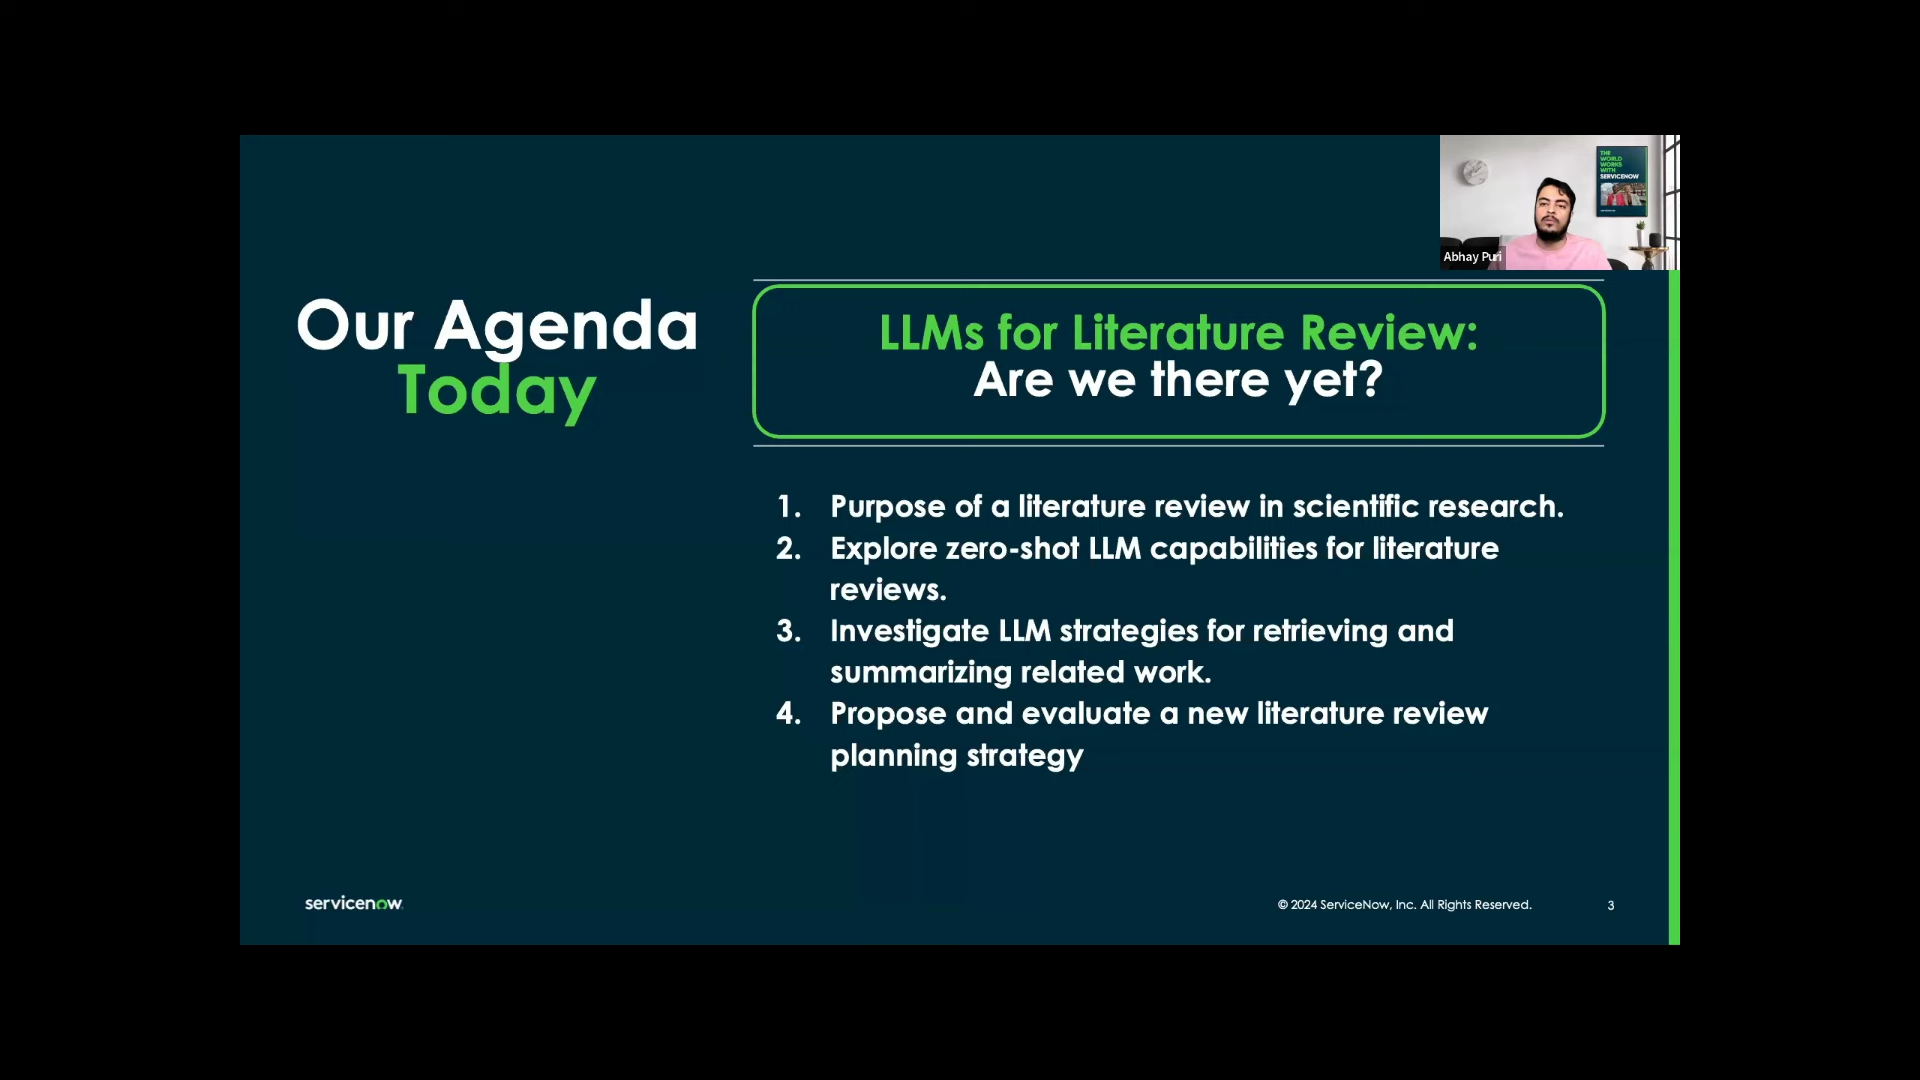 THE
WORLD
WORKS
WITH
SERVICENOW
Abhay Puri
Our Agenda
Today
LLMs for Literature Review:
Are we there yet?
1. Purpose of a literature review in scientific research.
2. Explore zero-shot LLM capabilities for literature
reviews.
3. Investigate LLM strategies for retrieving and
summarizing related work.
4. Propose and evaluate a new literature review
planning strategy
servicenow
© 2024 ServiceNow, Inc. All Rights Reserved.
3